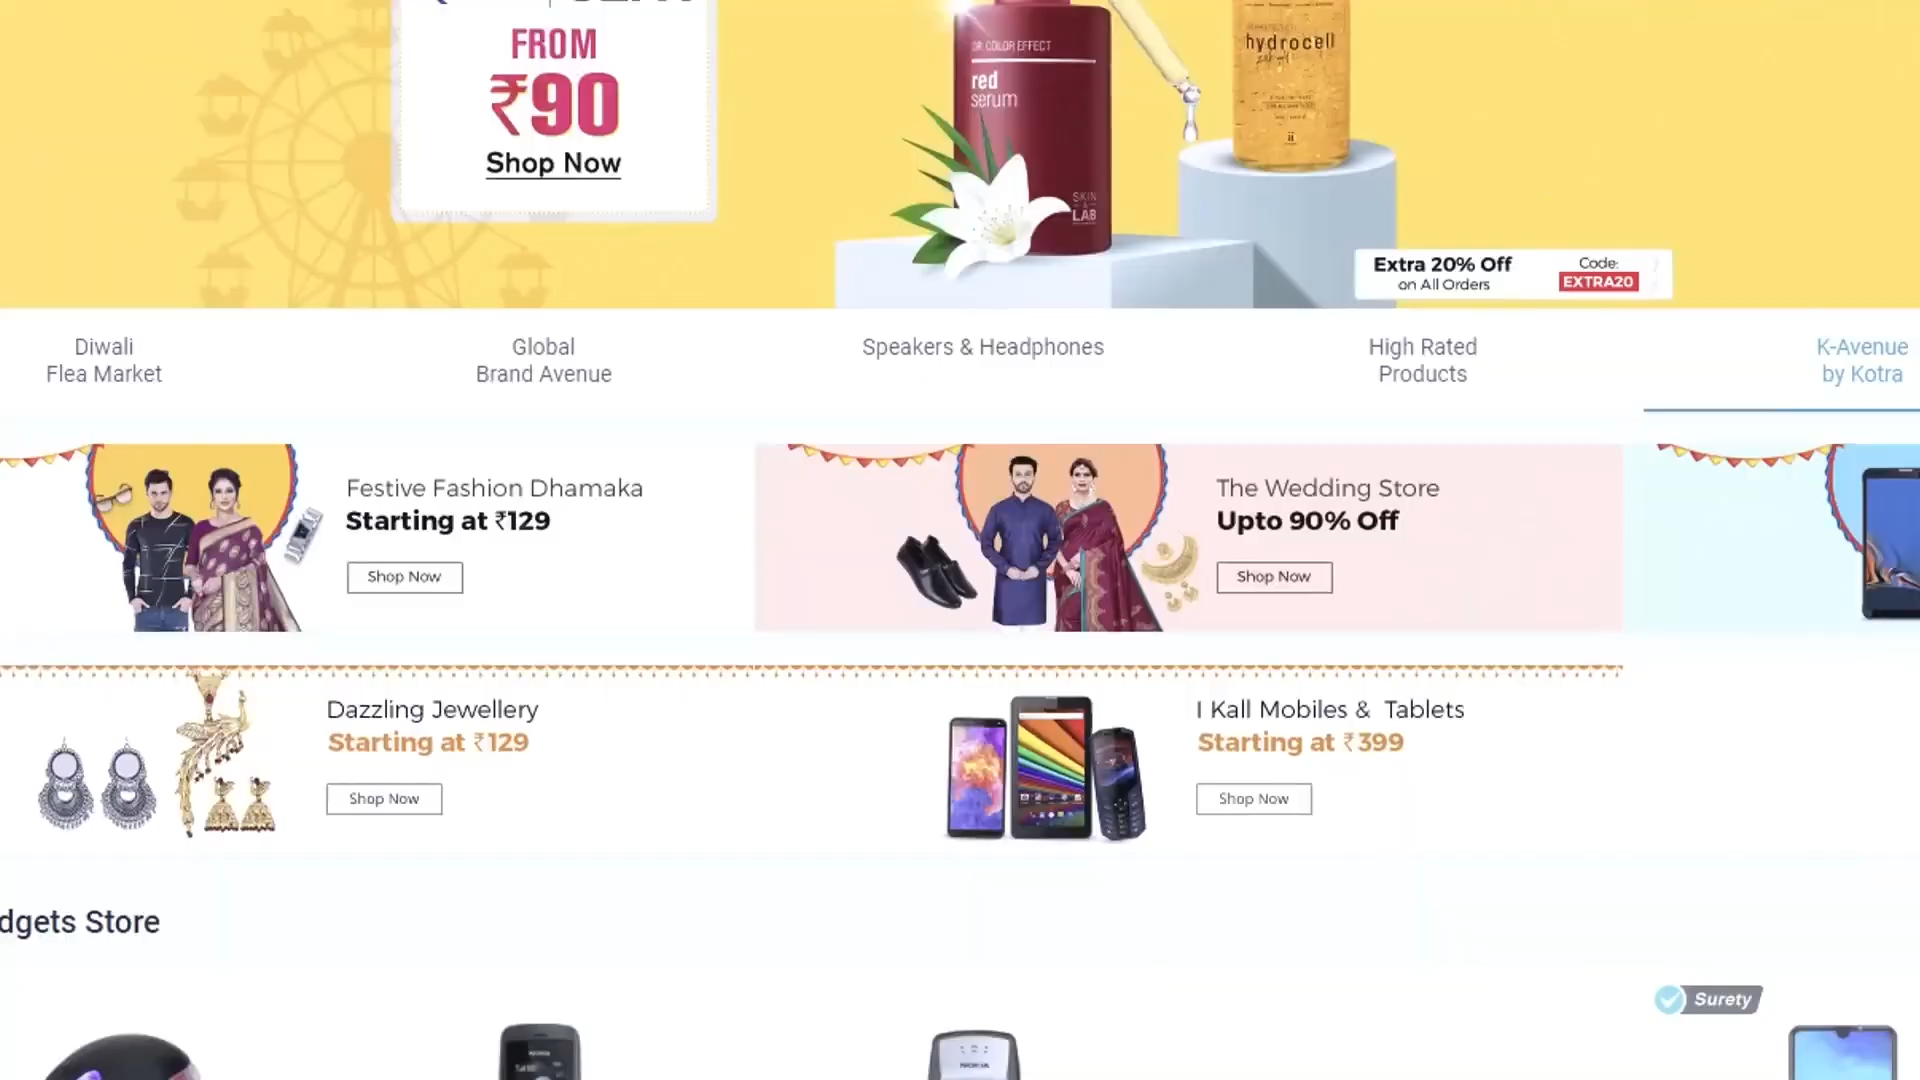 FROM
₹90
Shop Now
DR. COLOR EFFECT
red
serum
SKIN
&
LAB
hydrocell
Extra 20% Off
on All Orders
Code:
EXTRA20
Diwali
Flea Market
Global
Brand Avenue
Speakers & Headphones
High Rated
Products
K-Avenue
by Kotra
Festive Fashion Dhamaka
Starting at ₹129
Shop Now
The Wedding Store
Upto 90% Off
Shop Now
Dazzling Jewellery
Starting at ₹129
Shop Now
I Kall Mobiles &  Tablets
Starting at ₹399
Shop Now
dgets Store
Surety
NOKIA
NOKIA